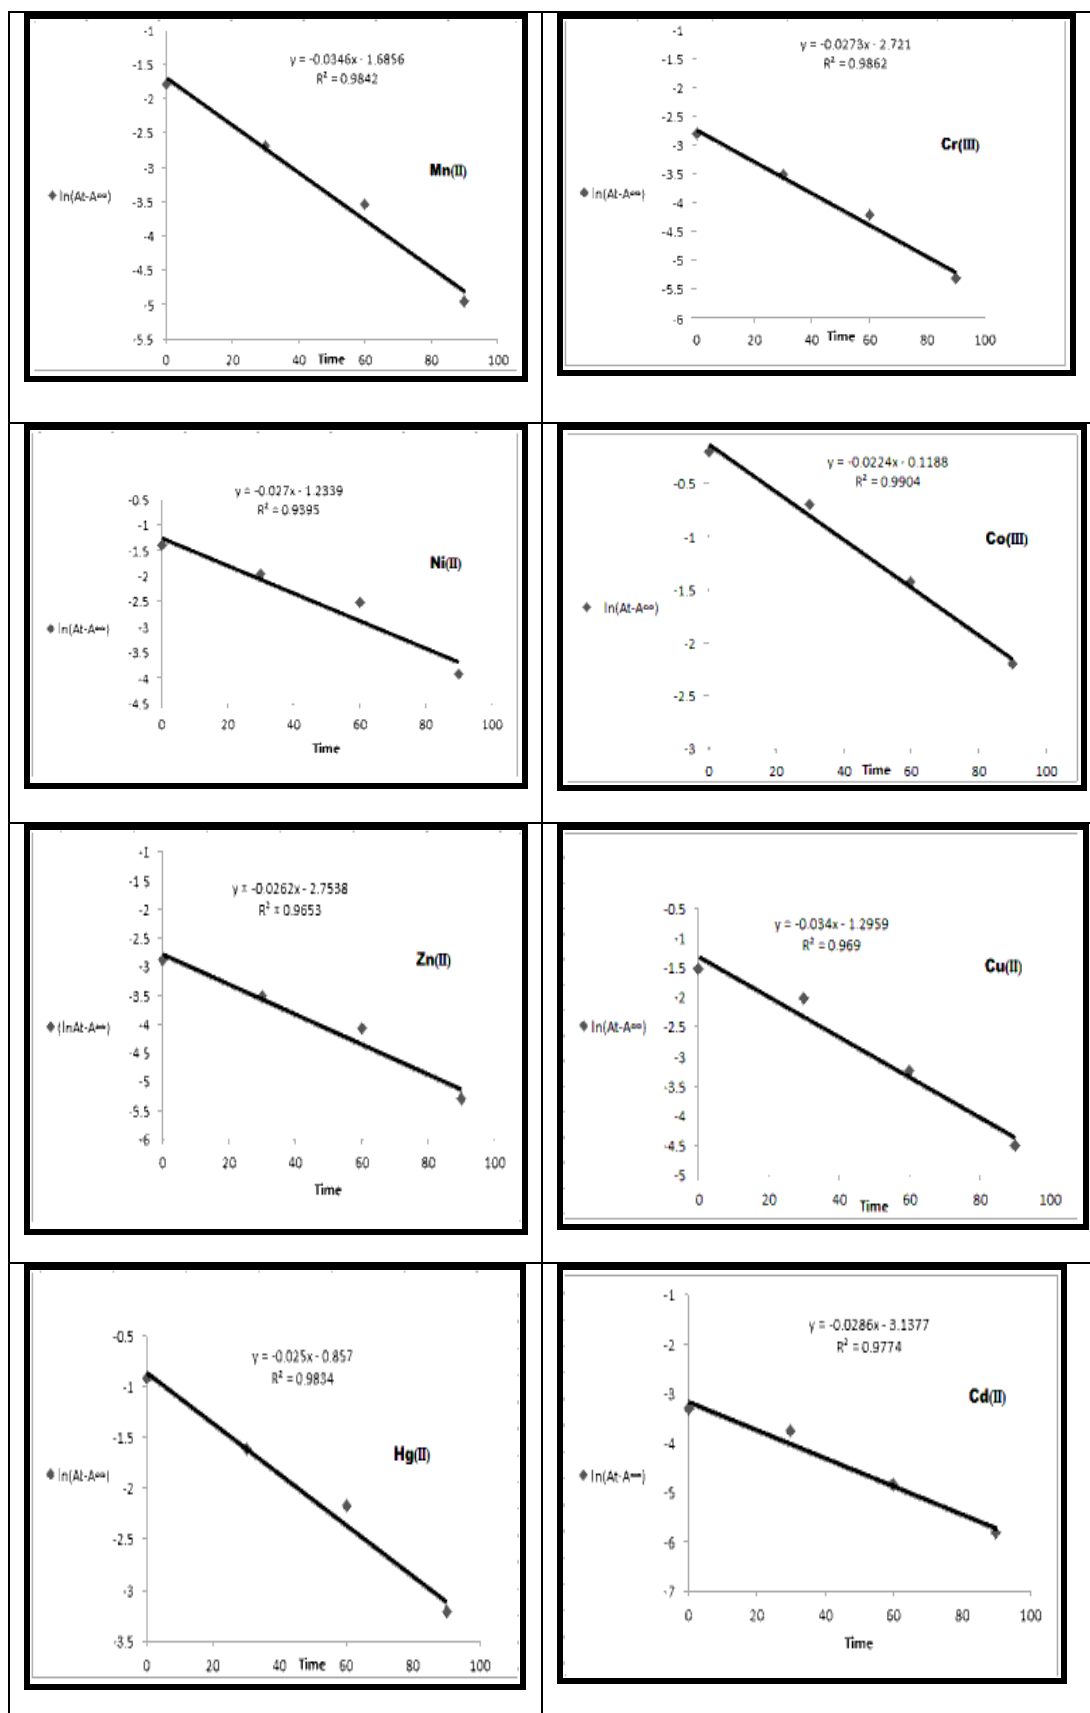 -1
-1.5
-2
-2.5
-3
-3.5
-4
-4.5
-5
-5.5
y = -0.0346x - 1.6856
R² = 0.9842
Mn(II)
ln(At-A∞)
0 20 40 Time 60 80 100
-1
-1.5
-2
-2.5
-3
-3.5
-4
-4.5
-5
-5.5
-6
y = -0.0273x - 2.721
R² = 0.9862
Cr(III)
ln(At-A∞)
0 20 40 Time 60 80 100
-0.5
-1
-1.5
-2
-2.5
-3
-3.5
-4
-4.5
y = -0.027x - 1.2339
R² = 0.9395
Ni(II)
ln(At-A∞)
0 20 40 60 80 100
Time
-0.5
-1
-1.5
-2
-2.5
-3
y = -0.0224x - 0.1188
R² = 0.9904
Co(III)
ln(At-A∞)
0 20 40 Time 60 80 100
-1
-1.5
-2
-2.5
-3
-3.5
-4
-4.5
-5
-5.5
-6
y = -0.0262x - 2.7538
R² = 0.9653
Zn(II)
(lnAt-A∞)
0 20 40 60 80 100
Time
-0.5
-1
-1.5
-2
-2.5
-3
-3.5
-4
-4.5
-5
y = -0.034x - 1.2959
R² = 0.969
Cu(II)
ln(At-A∞)
0 20 40 Time 60 80 100
-0.5
-1
-1.5
-2
-2.5
-3
-3.5
y = -0.025x - 0.857
R² = 0.9834
Hg(II)
ln(At-A∞)
0 20 40 Time 60 80 100
-1
-2
-3
-4
-5
-6
-7
y = -0.0286x - 3.1377
R² = 0.9774
Cd(II)
ln(At-A∞)
0 20 40 60 80 100
Time